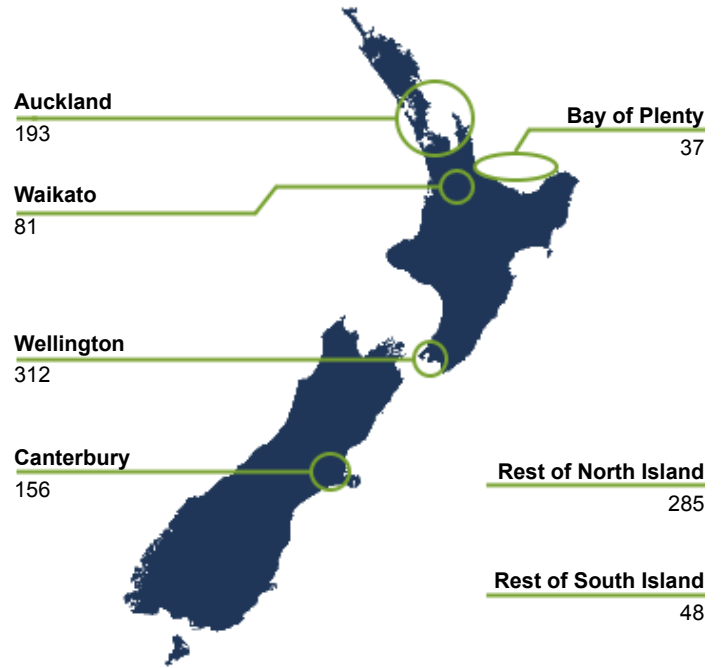 Auckland
193
Bay of Plenty
37
Waikato
81
Wellington
312
Canterbury
156
Rest of North Island
285
Rest of South Island
48